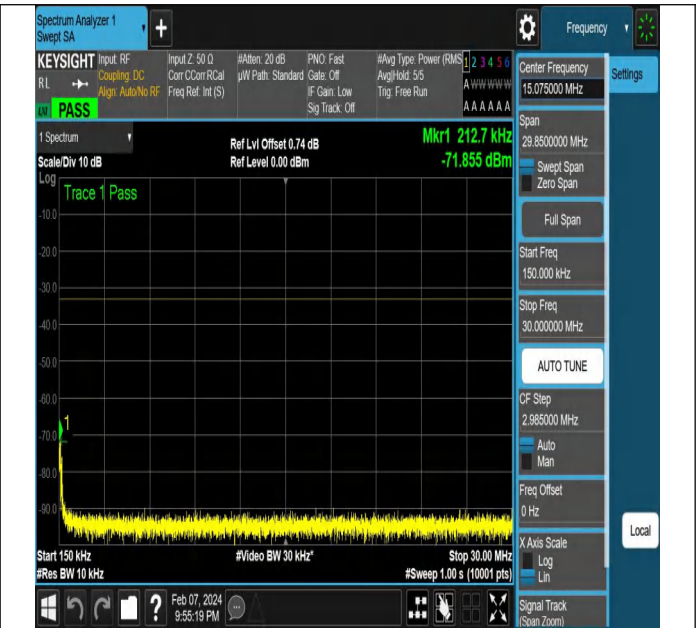 Spectrum Analyzer 1
Swept SA
+
Frequency
KEYSIGHT
RL
PASS
Input: RF
Coupling: DC
Align: Auto/No RF
Input Z: 50 Ω
Corr CCorr RCal
Freq Ref: Int (S)
#Atten: 20 dB
µW Path: Standard
PNO: Fast
Gate: Off
IF Gain: Low
Sig Track: Off
#Avg Type: Power (RMS
Avg|Hold: 5/5
Trig: Free Run
1 2 3 4 5 6
A W W W W W
A A A A A A
1 Spectrum
Scale/Div 10 dB
Ref Lvl Offset 0.74 dB
Ref Level 0.00 dBm
Mkr1 212.7 kHz
-71.855 dBm
Log
Trace 1 Pass
-10.0
-20.0
-30.0
-40.0
-50.0
-60.0
-70.0
-80.0
-90.0
1
Start 150 kHz
#Res BW 10 kHz
#Video BW 30 kHz*
Stop 30.00 MHz
#Sweep 1.00 s (10001 pts)
Feb 07, 2024
9:55:19 PM
?
Center Frequency
15.075000 MHz
Settings
Span
29.8500000 MHz
Swept Span
Zero Span
Full Span
Start Freq
150.000 kHz
Stop Freq
30.000000 MHz
AUTO TUNE
CF Step
2.985000 MHz
Auto
Man
Freq Offset
0 Hz
X Axis Scale
Log
Lin
Local
Signal Track
(Span Zoom)